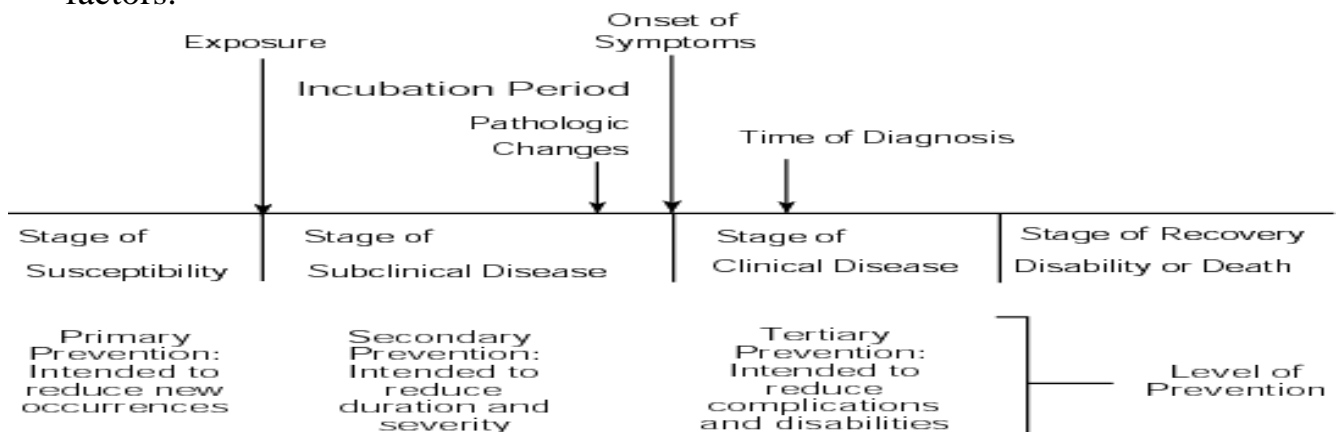 factors.
Exposure
Onset of
Symptoms
Incubation Period
Pathologic
Changes
Time of Diagnosis
Stage of
Susceptibility
Stage of
Subclinical Disease
Stage of
Clinical Disease
Stage of Recovery
Disability or Death
Primary
Prevention:
Intended to
reduce new
occurrences
Secondary
Prevention:
Intended to
reduce
duration and
severity
Tertiary
Prevention:
Intended to
reduce
complications
and disabilities
Level of
Prevention